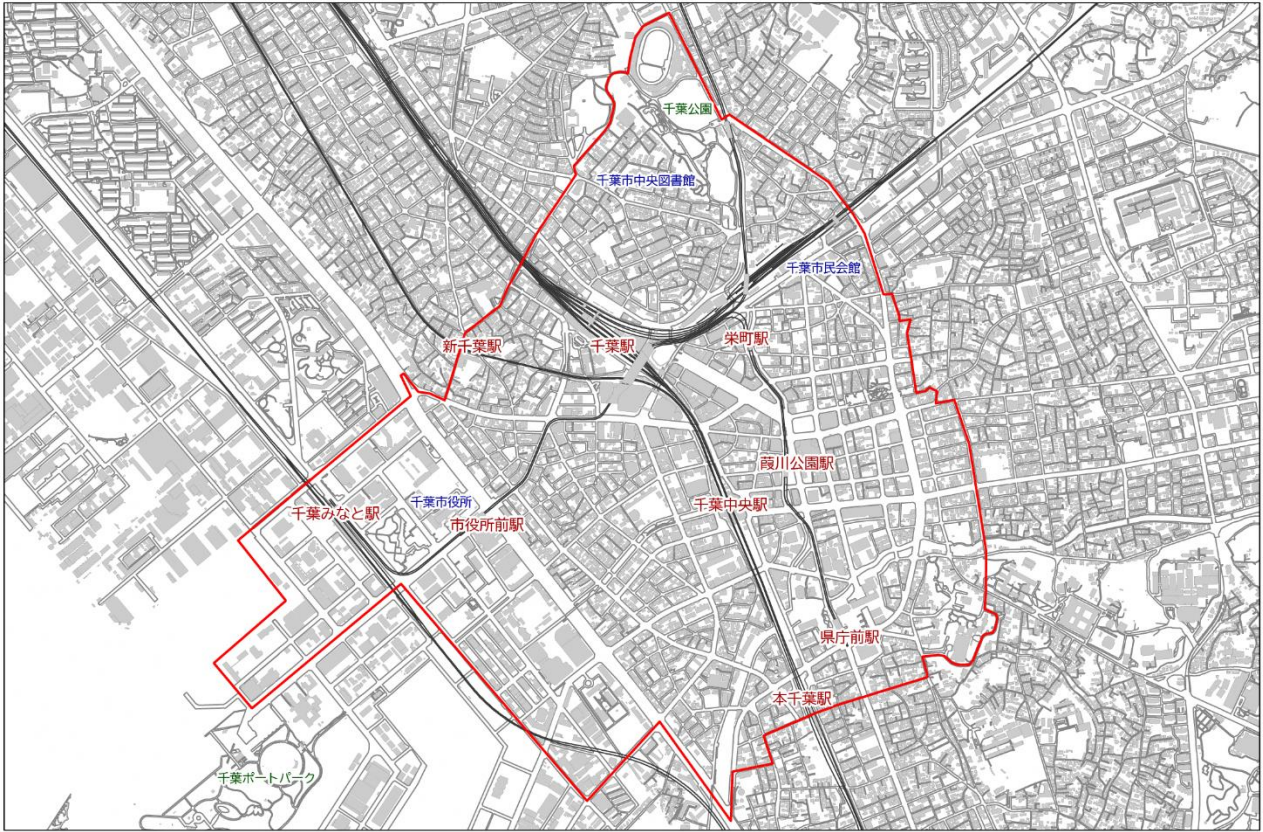 千葉公園
千葉市中央図書館
千葉市民会館
新千葉駅
千葉駅
栄町駅
葭川公園駅
千葉市役所
千葉みなと駅
市役所前駅
千葉中央駅
県庁前駅
本千葉駅
千葉ポートパーク